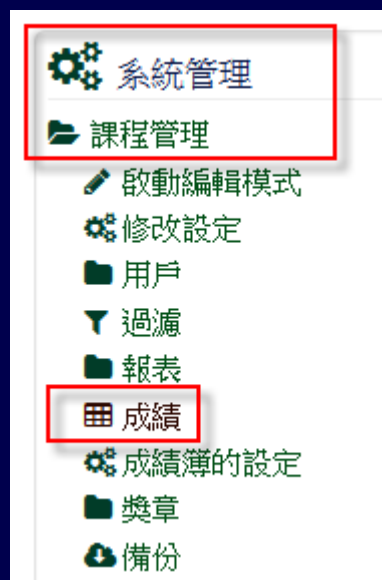 系統管理
課程管理
啟動編輯模式
修改設定
用戶
過濾
報表
成績
成績簿的設定
獎章
備份